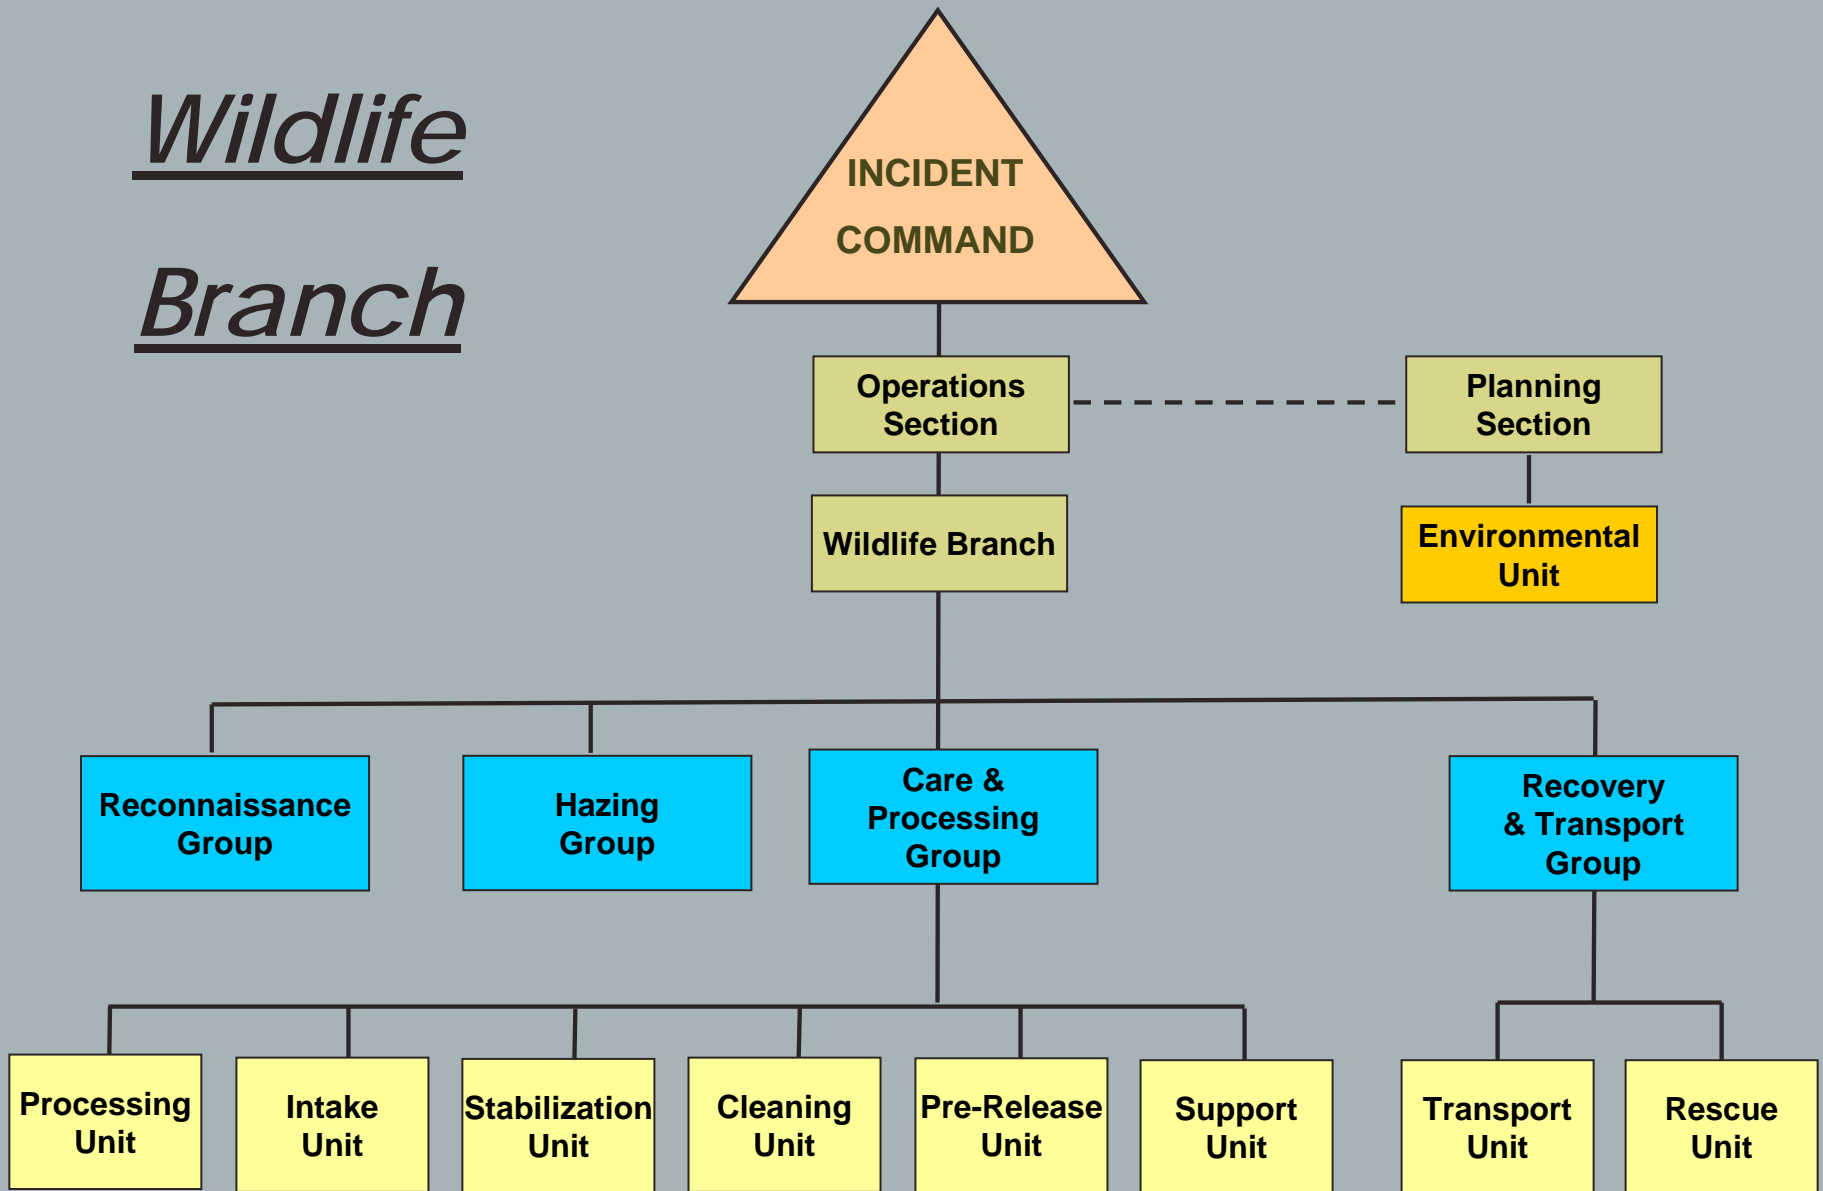 Wildlife
Branch
INCIDENT
COMMAND
Operations
Section
Planning
Section
Wildlife Branch
Environmental
Unit
Reconnaissance
Group
Hazing
Group
Care &
Processing
Group
Recovery
& Transport
Group
Processing
Unit
Intake
Unit
Stabilization
Unit
Cleaning
Unit
Pre-Release
Unit
Support
Unit
Transport
Unit
Rescue
Unit